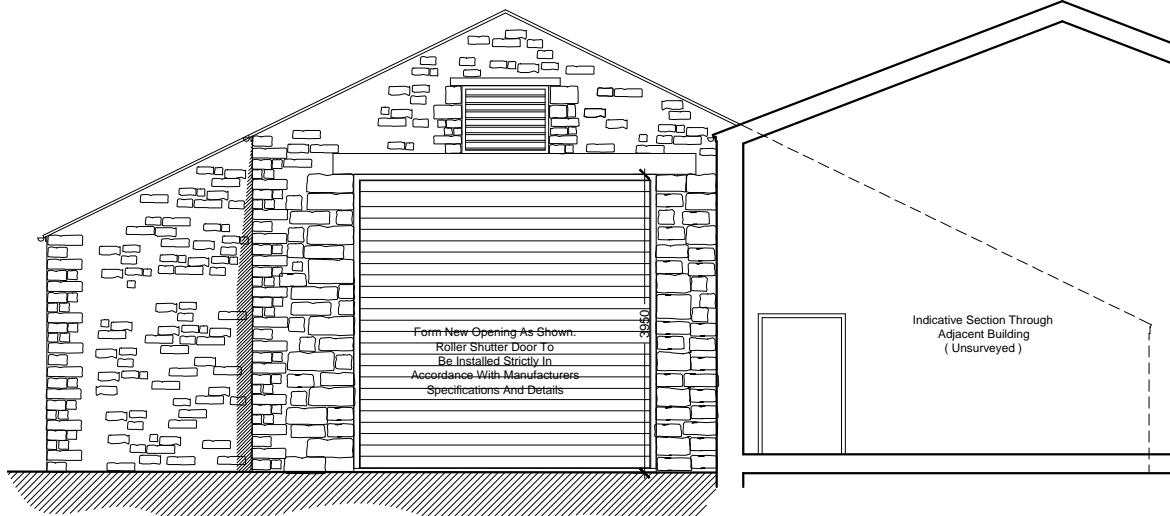 Form New Opening As Shown.
Roller Shutter Door To
Be Installed Strictly In
Accordance With Manufacturers
Specifications And Details
3950
Indicative Section Through
Adjacent Building
( Unsurveyed )